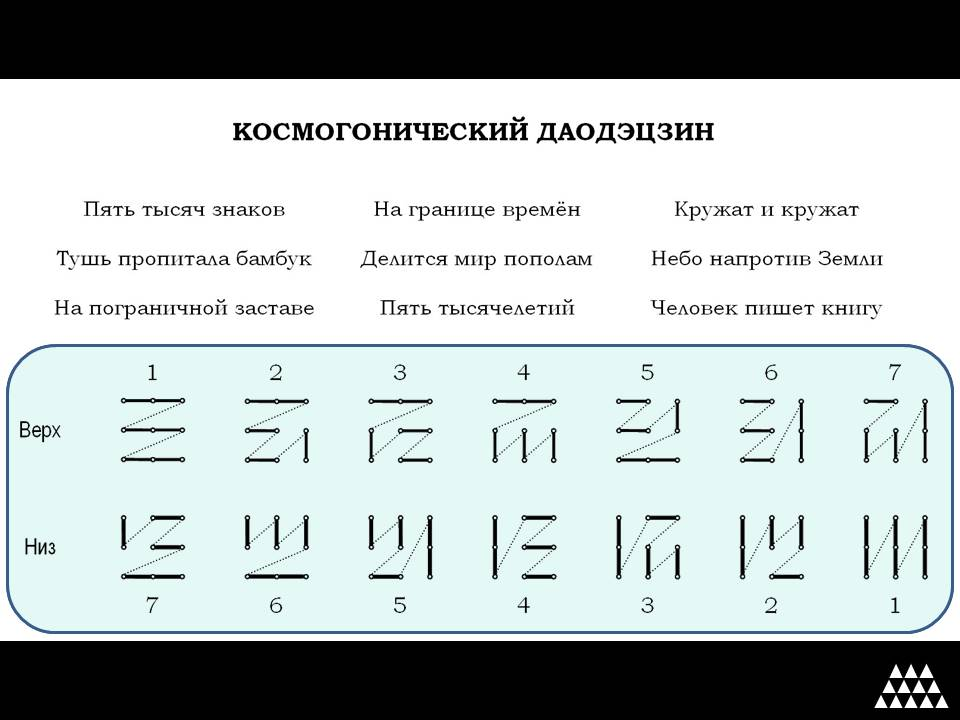 КОСМОГОНИЧЕСКИЙ ДАОДЭЦЗИН
Пять тысяч знаков
Тушь пропитала бамбук
На пограничной заставе
На границе времён
Делится мир пополам
Пять тысячелетий
Кружат и кружат
Небо напротив Земли
Человек пишет книгу
1 2 3 4 5 6 7
Верх
Низ
7 6 5 4 3 2 1